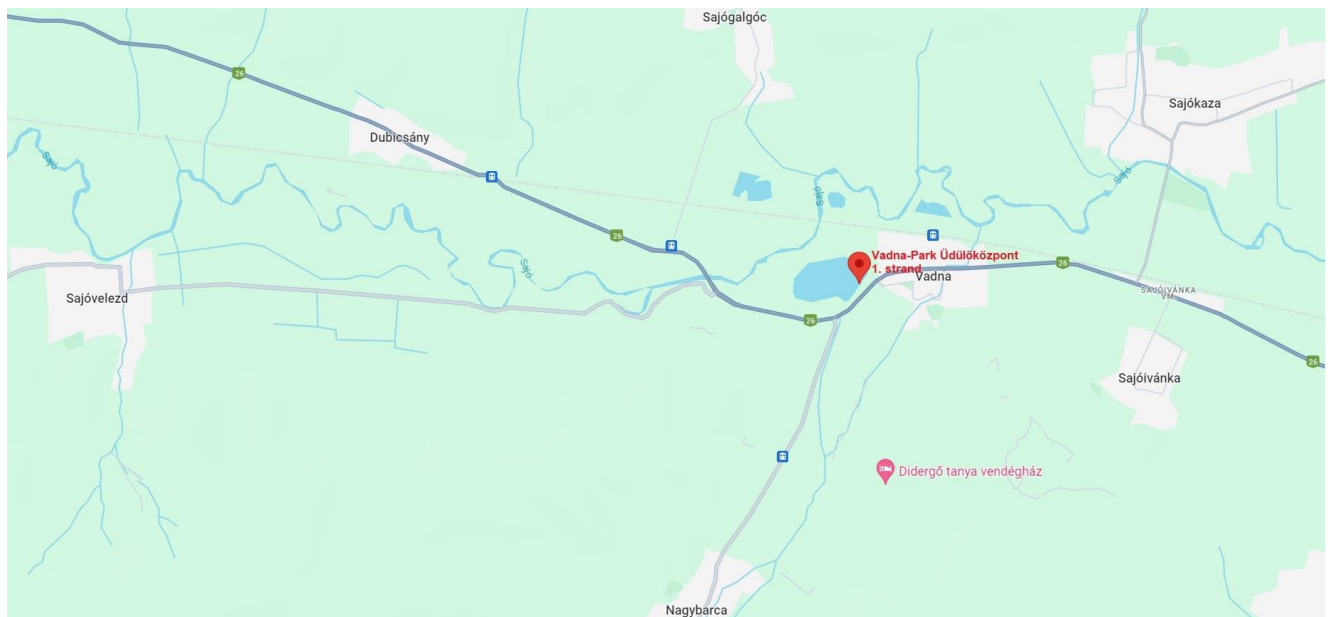 Sajógalgóc
26
Sajókaza
Dubicsány
Sajó
Sajó
Sajó
Sajó
26
Vadna-Park Üdülőközpont
1. strand
Vadna
26
Sajóvelezd
SAJÓIVÁNKA
VM.
26
26
Sajóivánka
Didergő tanya vendégház
Nagybarca